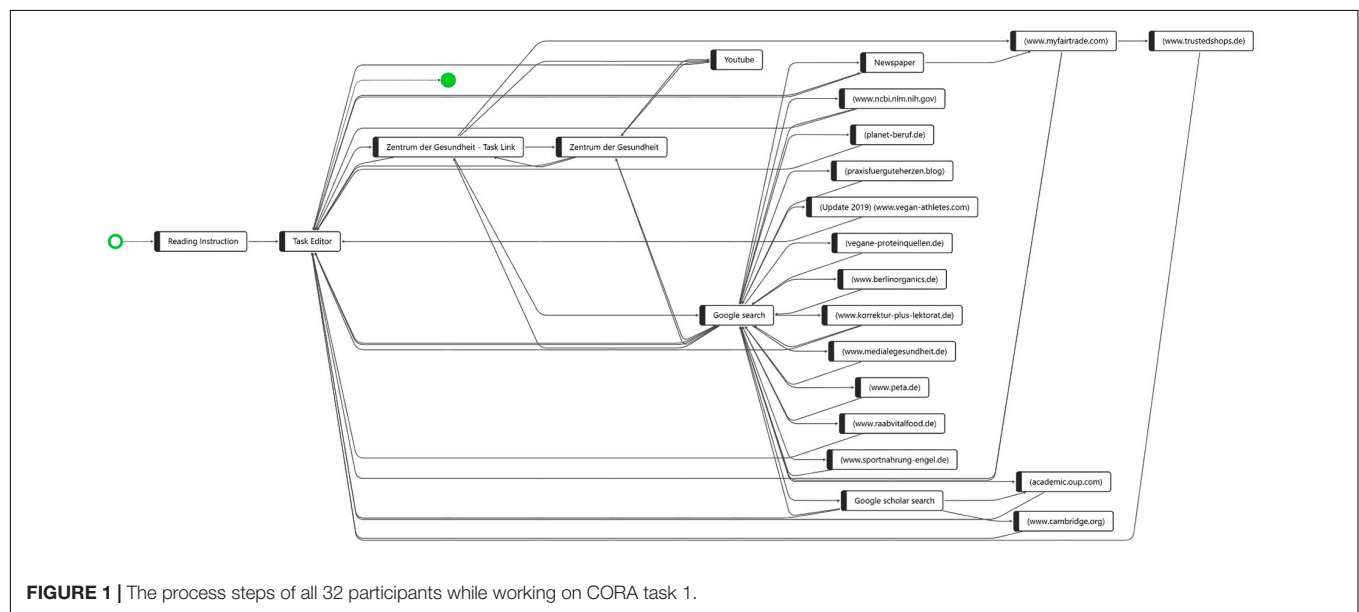 (www.myfairtrade.com)
(www.trustedshops.de)
Youtube
Newspaper
(www.ncbi.nlm.nih.gov)
(planet-beruf.de)
Zentrum der Gesundheit - Task Link
Zentrum der Gesundheit
(praxisfuerguteherzen.blog)
(Update 2019) (www.vegan-athletes.com)
Reading Instruction
Task Editor
(vegane-proteinquellen.de)
(www.berlinorganics.de)
Google search
(www.korrektur-plus-lektorat.de)
(www.medialegesundheit.de)
(www.peta.de)
(www.raabvitalfood.de)
(www.sportnahrung-engel.de)
(academic.oup.com)
Google scholar search
(www.cambridge.org)
FIGURE 1 | The process steps of all 32 participants while working on CORA task 1.